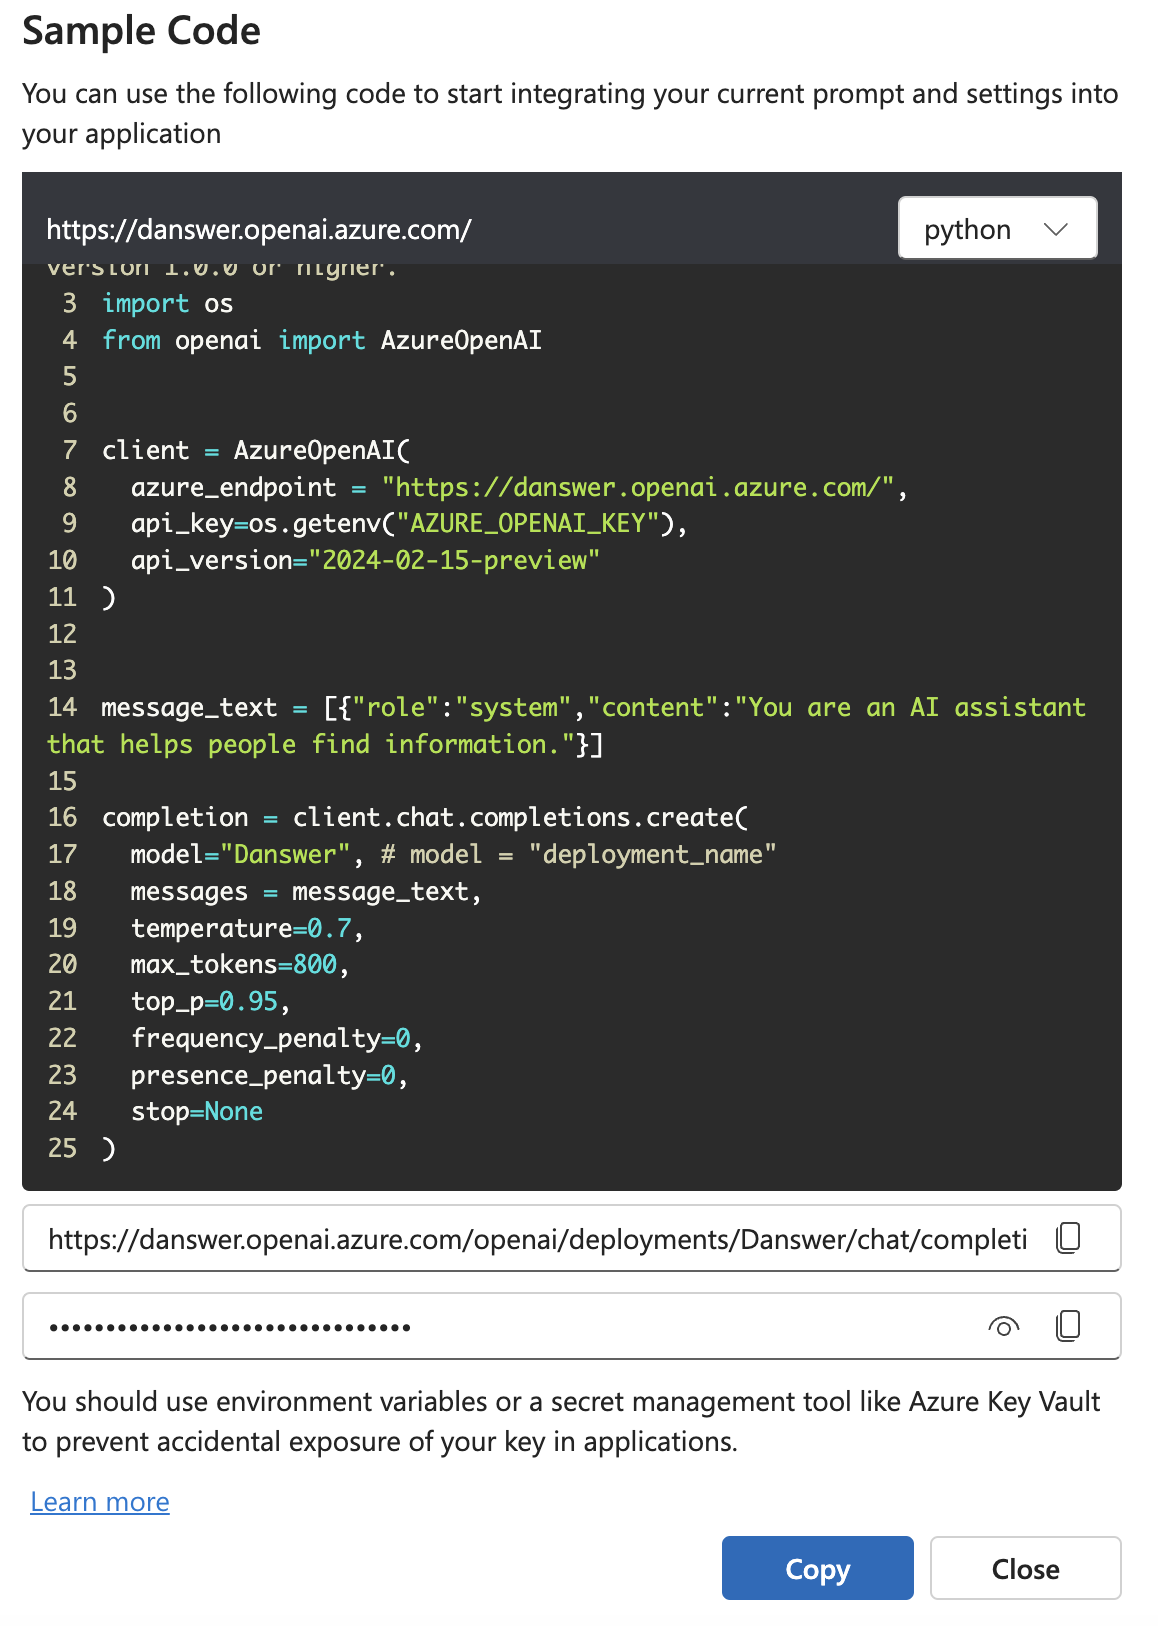 Sample Code
You can use the following code to start integrating your current prompt and settings into
your application
https://danswer.openai.azure.com/
python
version 1.0.0 or higher.
3 import os
4 from openai import AzureOpenAI
5
6
7 client = AzureOpenAI(
8 azure_endpoint = "https://danswer.openai.azure.com/",
9 api_key=os.getenv("AZURE_OPENAI_KEY"),
10 api_version="2024-02-15-preview"
11 )
12
13
14 message_text = [{"role":"system","content":"You are an AI assistant
that helps people find information."}]
15
16 completion = client.chat.completions.create(
17 model="Danswer", # model = "deployment_name"
18 messages = message_text,
19 temperature=0.7,
20 max_tokens=800,
21 top_p=0.95,
22 frequency_penalty=0,
23 presence_penalty=0,
24 stop=None
25 )
https://danswer.openai.azure.com/openai/deployments/Danswer/chat/completi
••••••••••••••••••••••••••••••••
You should use environment variables or a secret management tool like Azure Key Vault
to prevent accidental exposure of your key in applications.
Learn more
Copy
Close